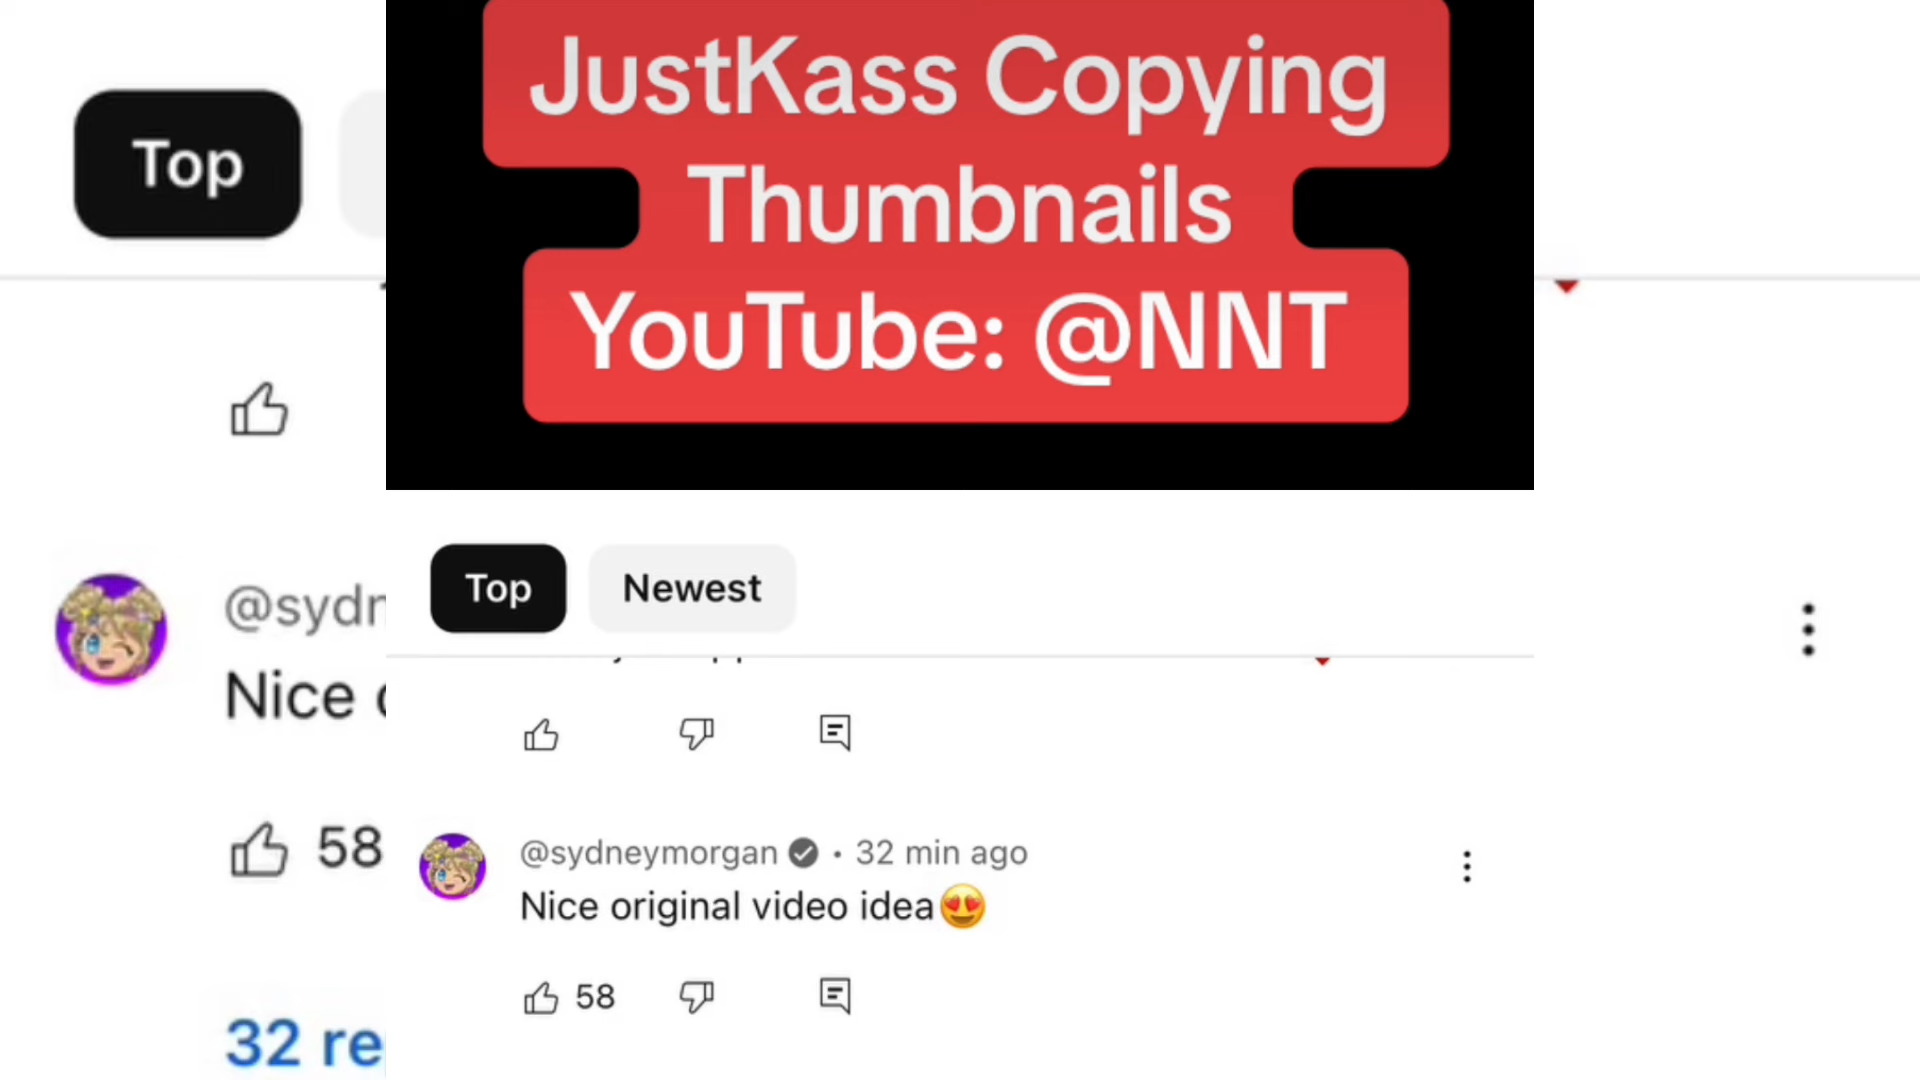 JustKass Copying
Thumbnails
YouTube: @NNT
Top
Top Newest
@sydn
Nice
58
32 re
@sydneymorgan • 32 min ago
Nice original video idea😍
58